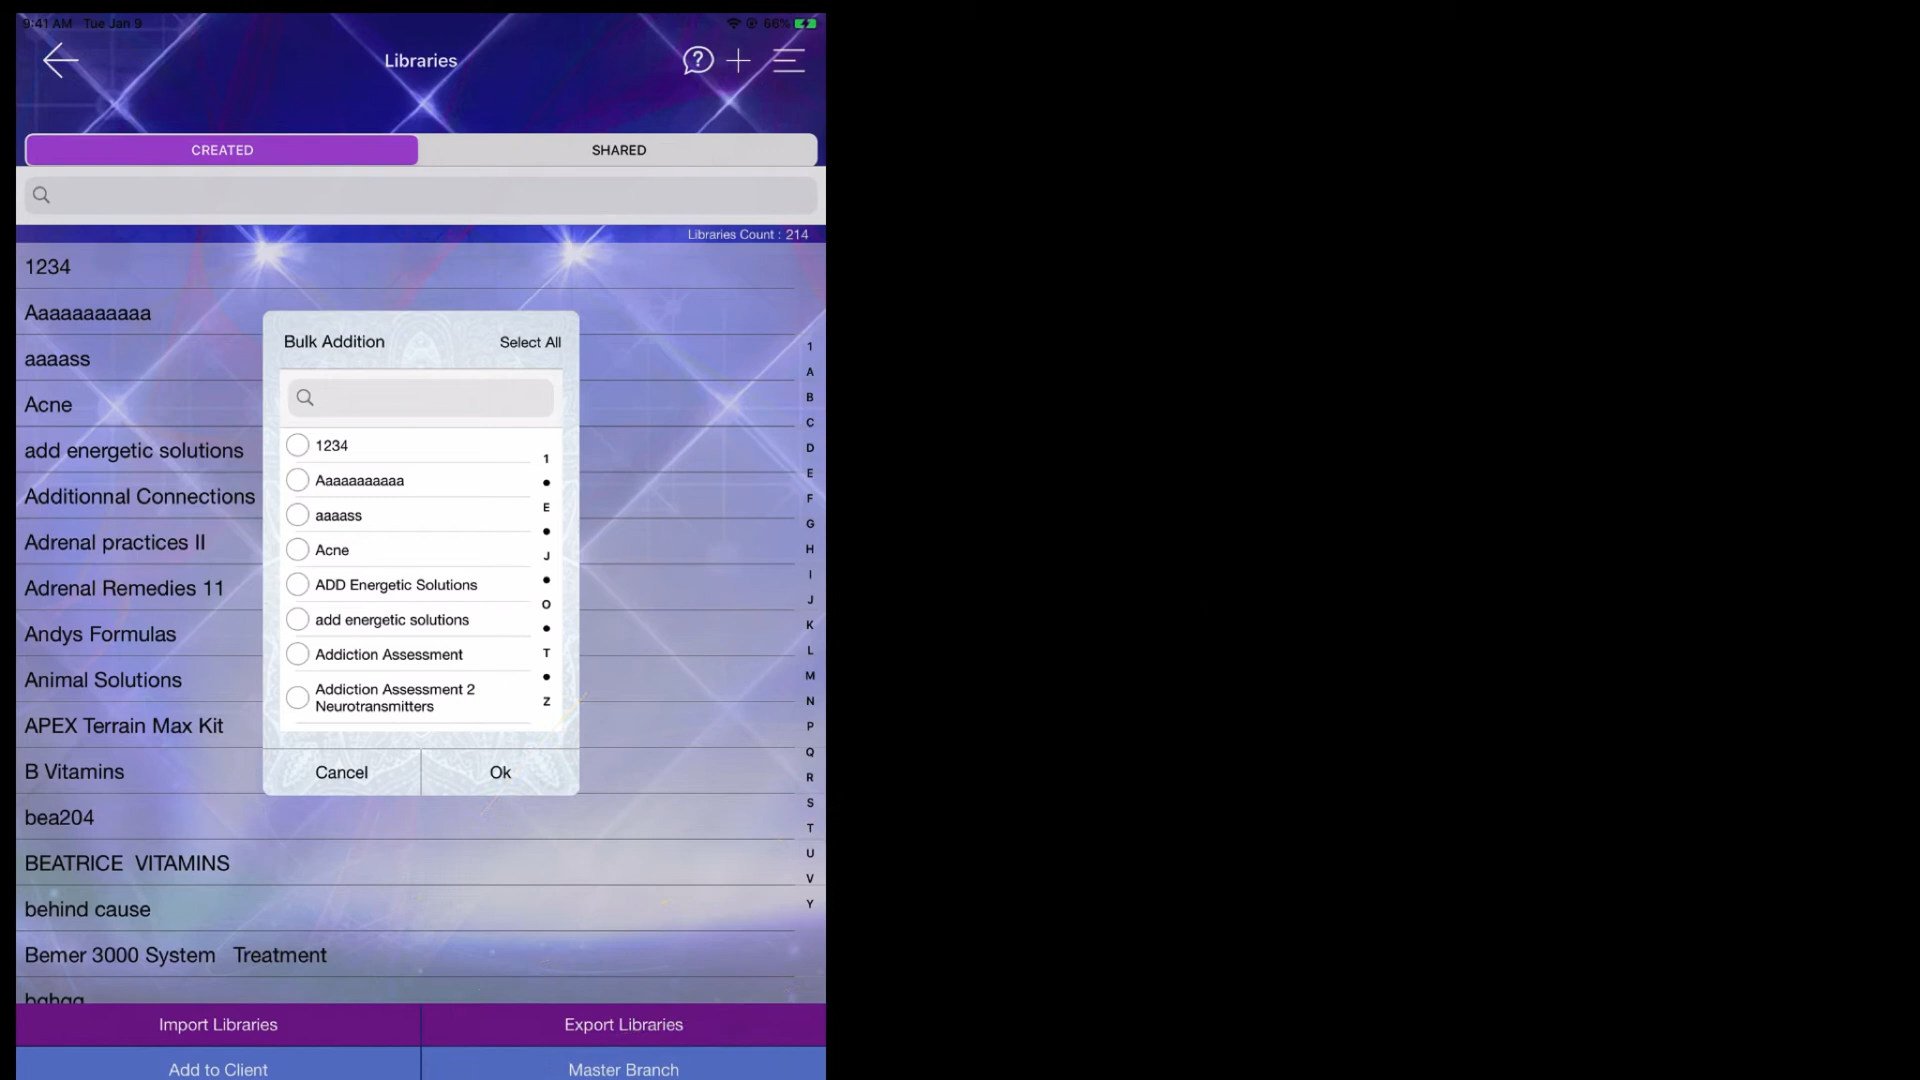 9:41 AM Tue Jan 9
66%
Libraries
CREATED
SHARED
Libraries Count : 214
1234
Aaaaaaaaaaa
aaaass
Acne
add energetic solutions
Additionnal Connections
Adrenal practices II
Adrenal Remedies 11
Andys Formulas
Animal Solutions
APEX Terrain Max Kit
B Vitamins
bea204
BEATRICE VITAMINS
behind cause
Bemer 3000 System Treatment
bghgg
1
A
B
C
D
E
F
G
H
I
J
K
L
M
N
P
Q
R
S
T
U
V
Y
Bulk Addition
Select All
1234
Aaaaaaaaaaa
aaaass
Acne
ADD Energetic Solutions
add energetic solutions
Addiction Assessment
Addiction Assessment 2
Neurotransmitters
1
E
J
O
T
Z
Cancel
Ok
Import Libraries
Export Libraries
Add to Client
Master Branch